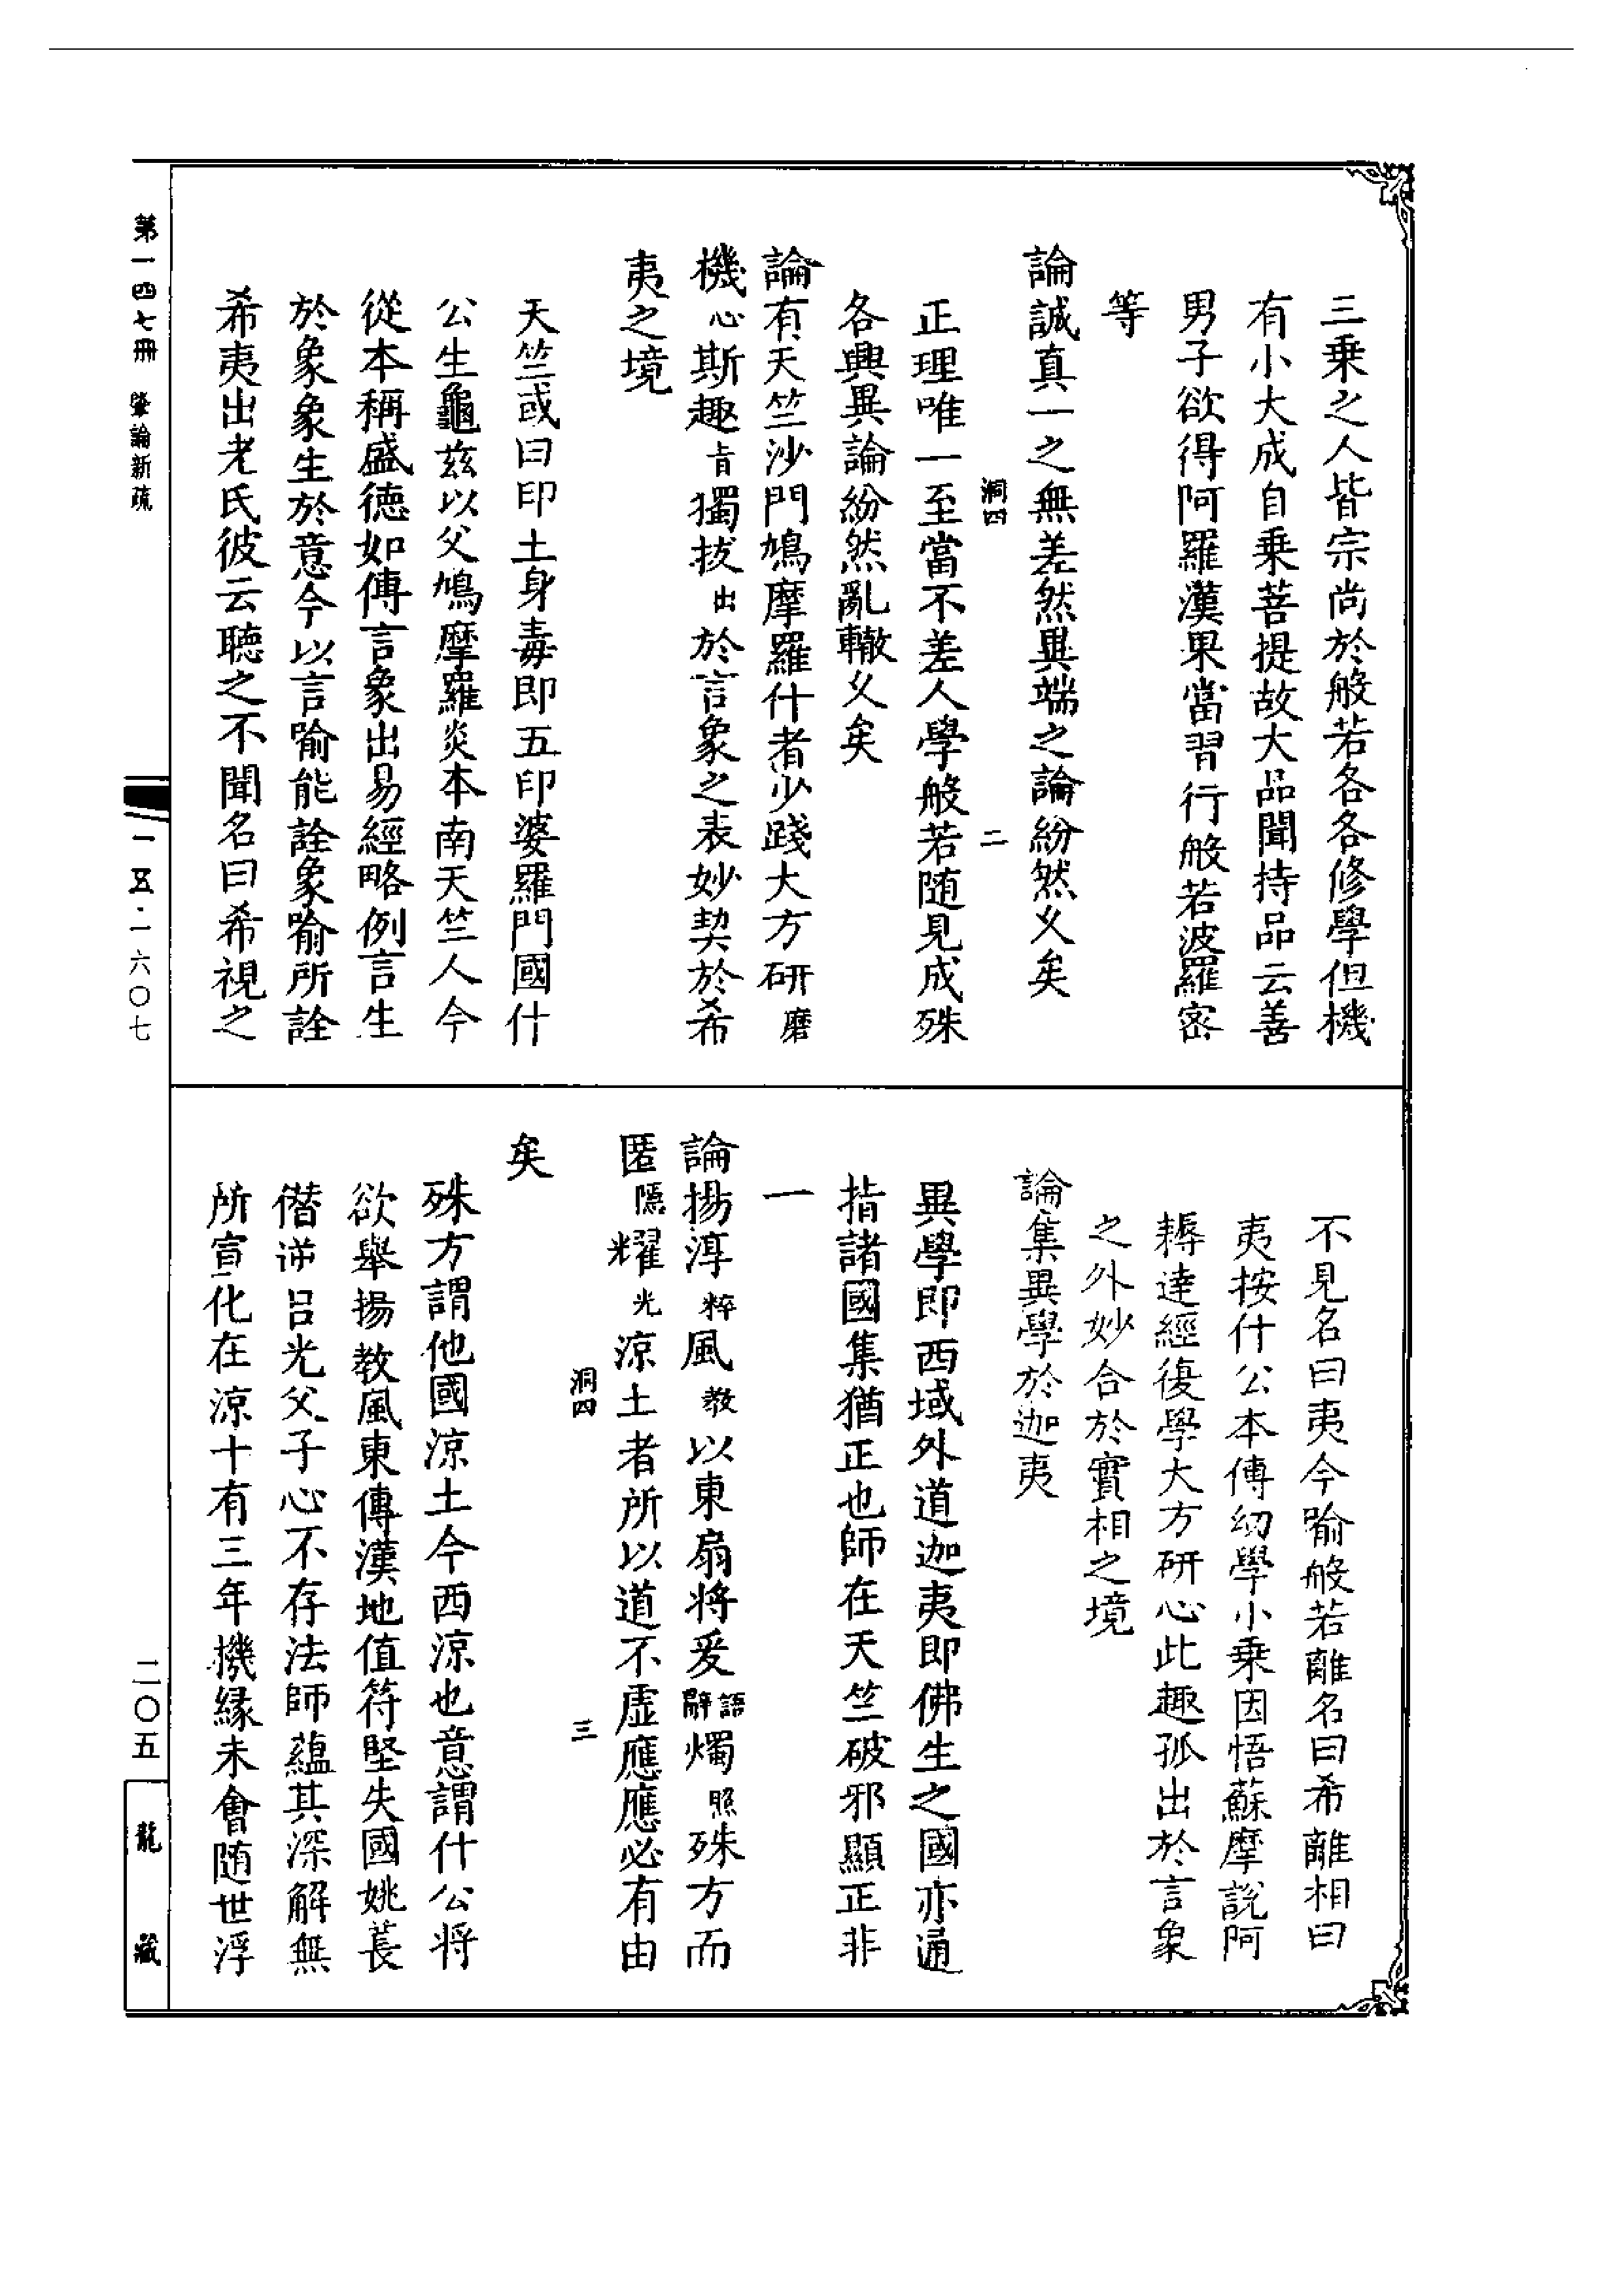 三乘之人皆宗尚於般若各各修學但機
有小大成自乘菩提故大品聞持品云善
男子欲得阿羅漢果當習行般若波羅密
等
論誠真一之無差然異端之論紛然久矣
洞四
二
正理唯一至當不差人學般若随見成殊
各興異論紛然亂轍久矣
論有天竺沙門鳩摩羅什者少踐大方研磨
機心斯趣旨獨拔出於言象之表妙契於希
夷之境
天竺或曰印土身毒即五印婆羅門國什
公生龜茲以父鳩摩羅炎本南天竺人今
從本稱盛德如傳言象出易經略例言生
於象象生於意今以言喻能詮象喻所詮
希夷出老氏彼云聽之不聞名曰希視之
不見名曰夷今喻般若離名曰希離相曰
夷按什公本傳幼學小乘因悟蘇摩說阿
耨達經復學大方研心此趣孤出於言象
之外妙合於實相之境
論集異學於迦夷
異學即西域外道迦夷即佛生之國亦通
指諸國集猶正也師在天竺破邪顯正非
一
論揚淳粹風教以東扇将爰語辭燭照殊方而
匿隱耀光涼土者所以道不虛應應必有由
洞四
三
矣
殊方謂他國涼土今西涼也意謂什公将
欲舉揚教風東傳漢地值符堅失國姚萇
僣逆呂光父子心不存法師蘊其深解無
所宣化在涼十有三年機緣未會随世浮
第一四七冊 肇論新疏
一五·一六〇七
二〇五
龍藏